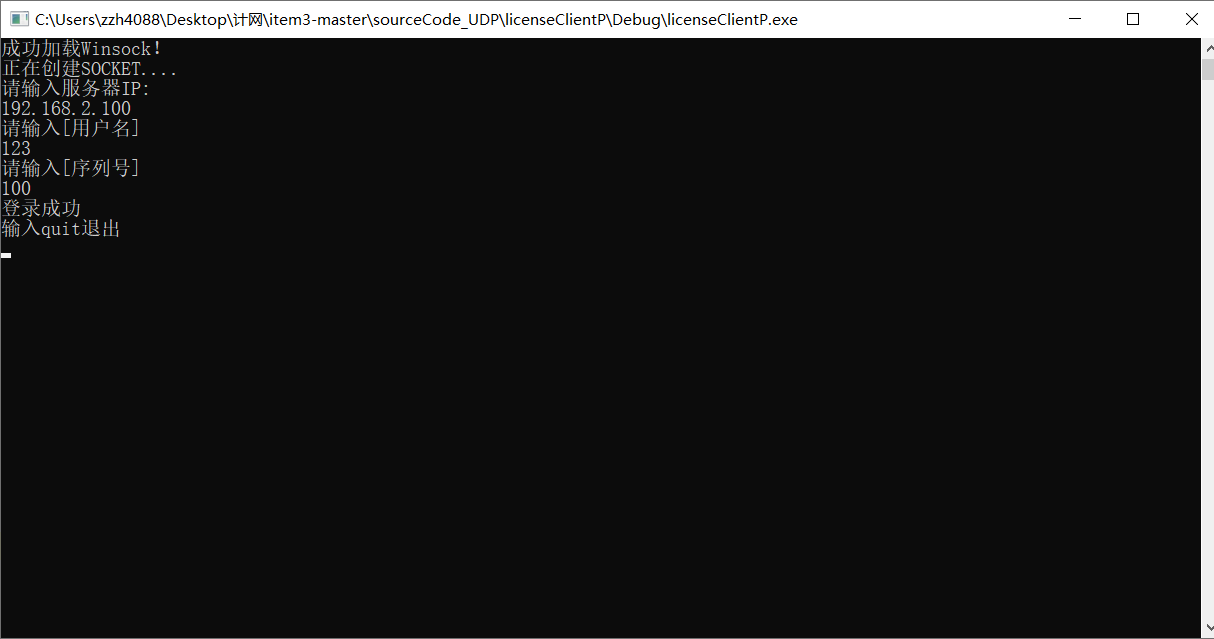 C:\Users\zzh4088\Desktop\计网\item3-master\sourceCode_UDP\licenseClientP\Debug\licenseClientP.exe
成功加载Winsock!
正在创建SOCKET....
请输入服务器IP:
192.168.2.100
请输入[用户名]
123
请输入[序列号]
100
登录成功
输入quit退出